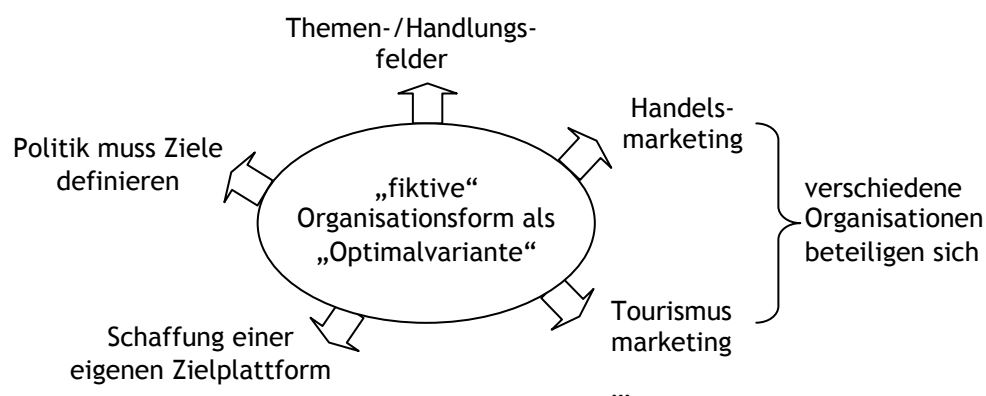 Themen-/Handlungs-
felder
Handels-
marketing
Politik muss Ziele
definieren
„fiktive“
Organisationsform als
„Optimalvariante“
verschiedene
Organisationen
beteiligen sich
Tourismus
marketing
Schaffung einer
eigenen Zielplattform
...